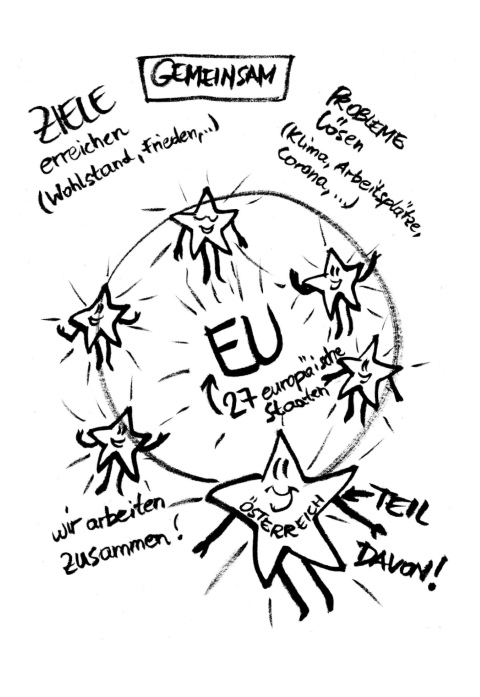 GEMEINSAM
ZIELE
erreichen
(Wohlstand, Frieden,...)
PROBLEME
lösen
(Klima, Arbeitsplätze,
Corona, ...)
EU
27 europäische
Staaten
wir arbeiten
zusammen!
ÖSTERREICH
TEIL
DAVON!